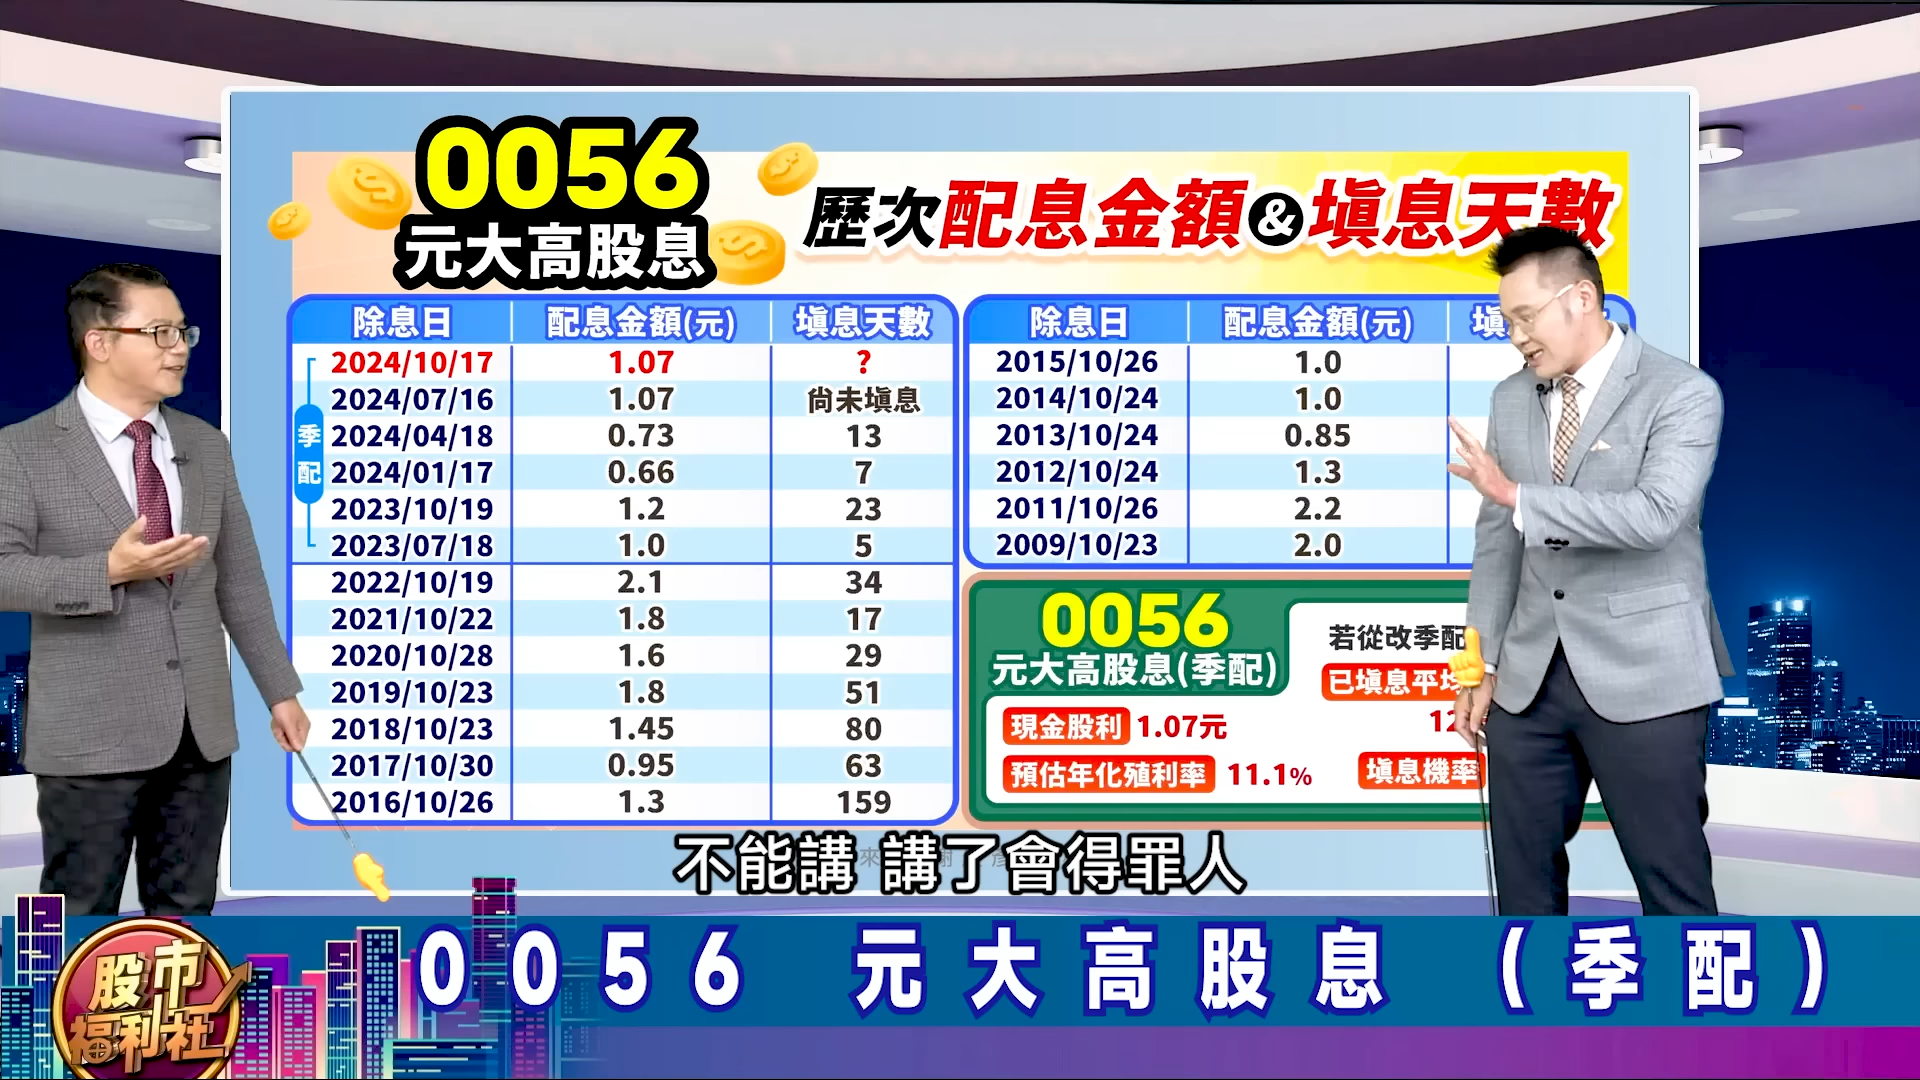 0056
元大高股息
歷次配息金額&填息天數
除息日 配息金額(元) 填息天數
季配
2024/10/17 1.07 ?
2024/07/16 1.07 尚未填息
2024/04/18 0.73 13
2024/01/17 0.66 7
2023/10/19 1.2 23
2023/07/18 1.0 5
2022/10/19 2.1 34
2021/10/22 1.8 17
2020/10/28 1.6 29
2019/10/23 1.8 51
2018/10/23 1.45 80
2017/10/30 0.95 63
2016/10/26 1.3 159
除息日 配息金額(元) 填
2015/10/26 1.0
2014/10/24 1.0
2013/10/24 0.85
2012/10/24 1.3
2011/10/26 2.2
2009/10/23 2.0
0056
元大高股息(季配)
現金股利 1.07元
預估年化殖利率 11.1%
若從改季配
已填息平均
12
填息機率
不能講 講了會得罪人
0056 元大高股息 (季配)
股市
福利社